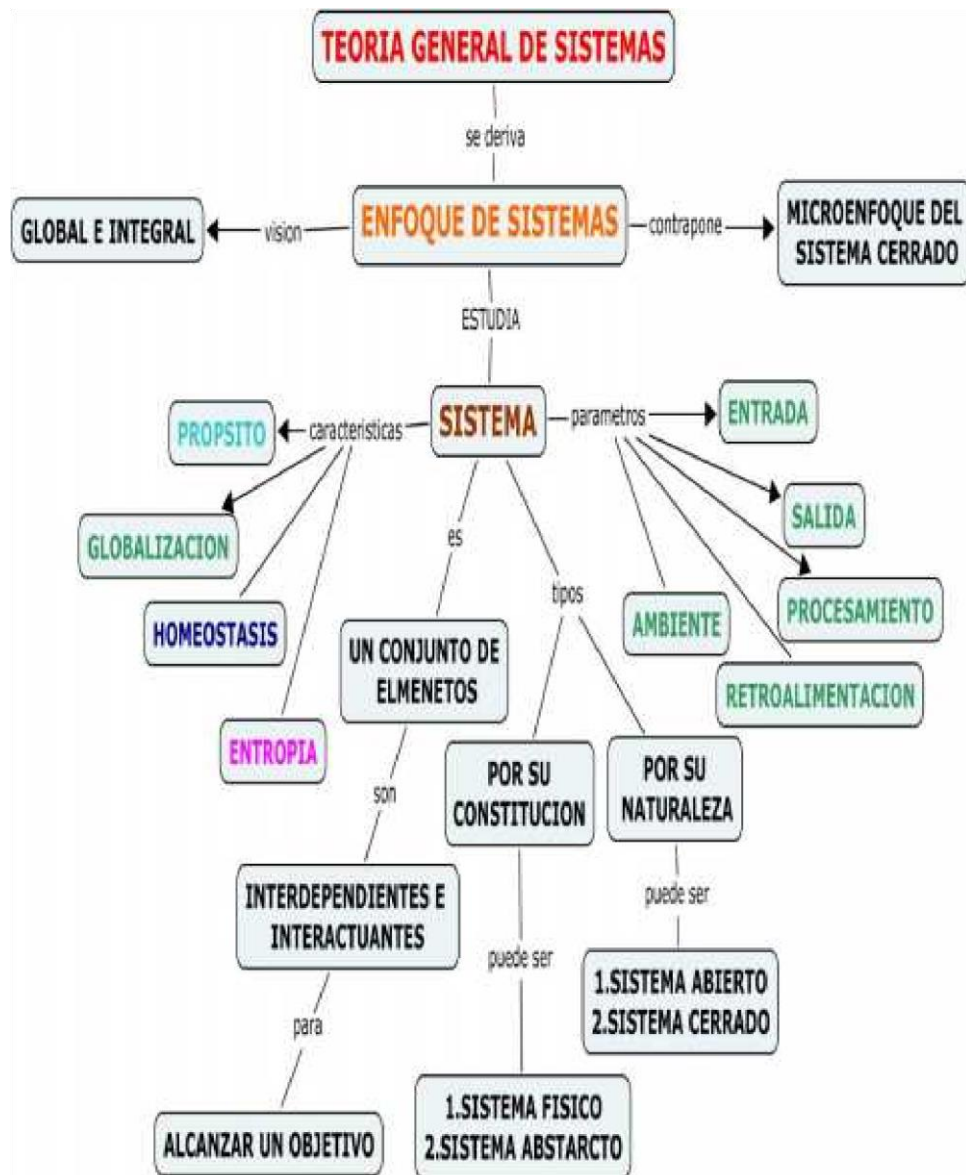 TEORIA GENERAL DE SISTEMAS
se deriva
GLOBAL E INTEGRAL
vision
ENFOQUE DE SISTEMAS
contrapone
MICROENFOQUE DEL
SISTEMA CERRADO
ESTUDIA
PROPSITO
caracteristicas
SISTEMA
parametros
ENTRADA
GLOBALIZACION
es
SALIDA
tipos
HOMEOSTASIS
UN CONJUNTO DE
ELMENETOS
AMBIENTE
PROCESAMIENTO
RETROALIMENTACION
ENTROPIA
son
POR SU
CONSTITUCION
POR SU
NATURALEZA
INTERDEPENDIENTES E
INTERACTUANTES
puede ser
puede ser
1.SISTEMA ABIERTO
2.SISTEMA CERRADO
para
ALCANZAR UN OBJETIVO
1.SISTEMA FISICO
2.SISTEMA ABSTARCTO